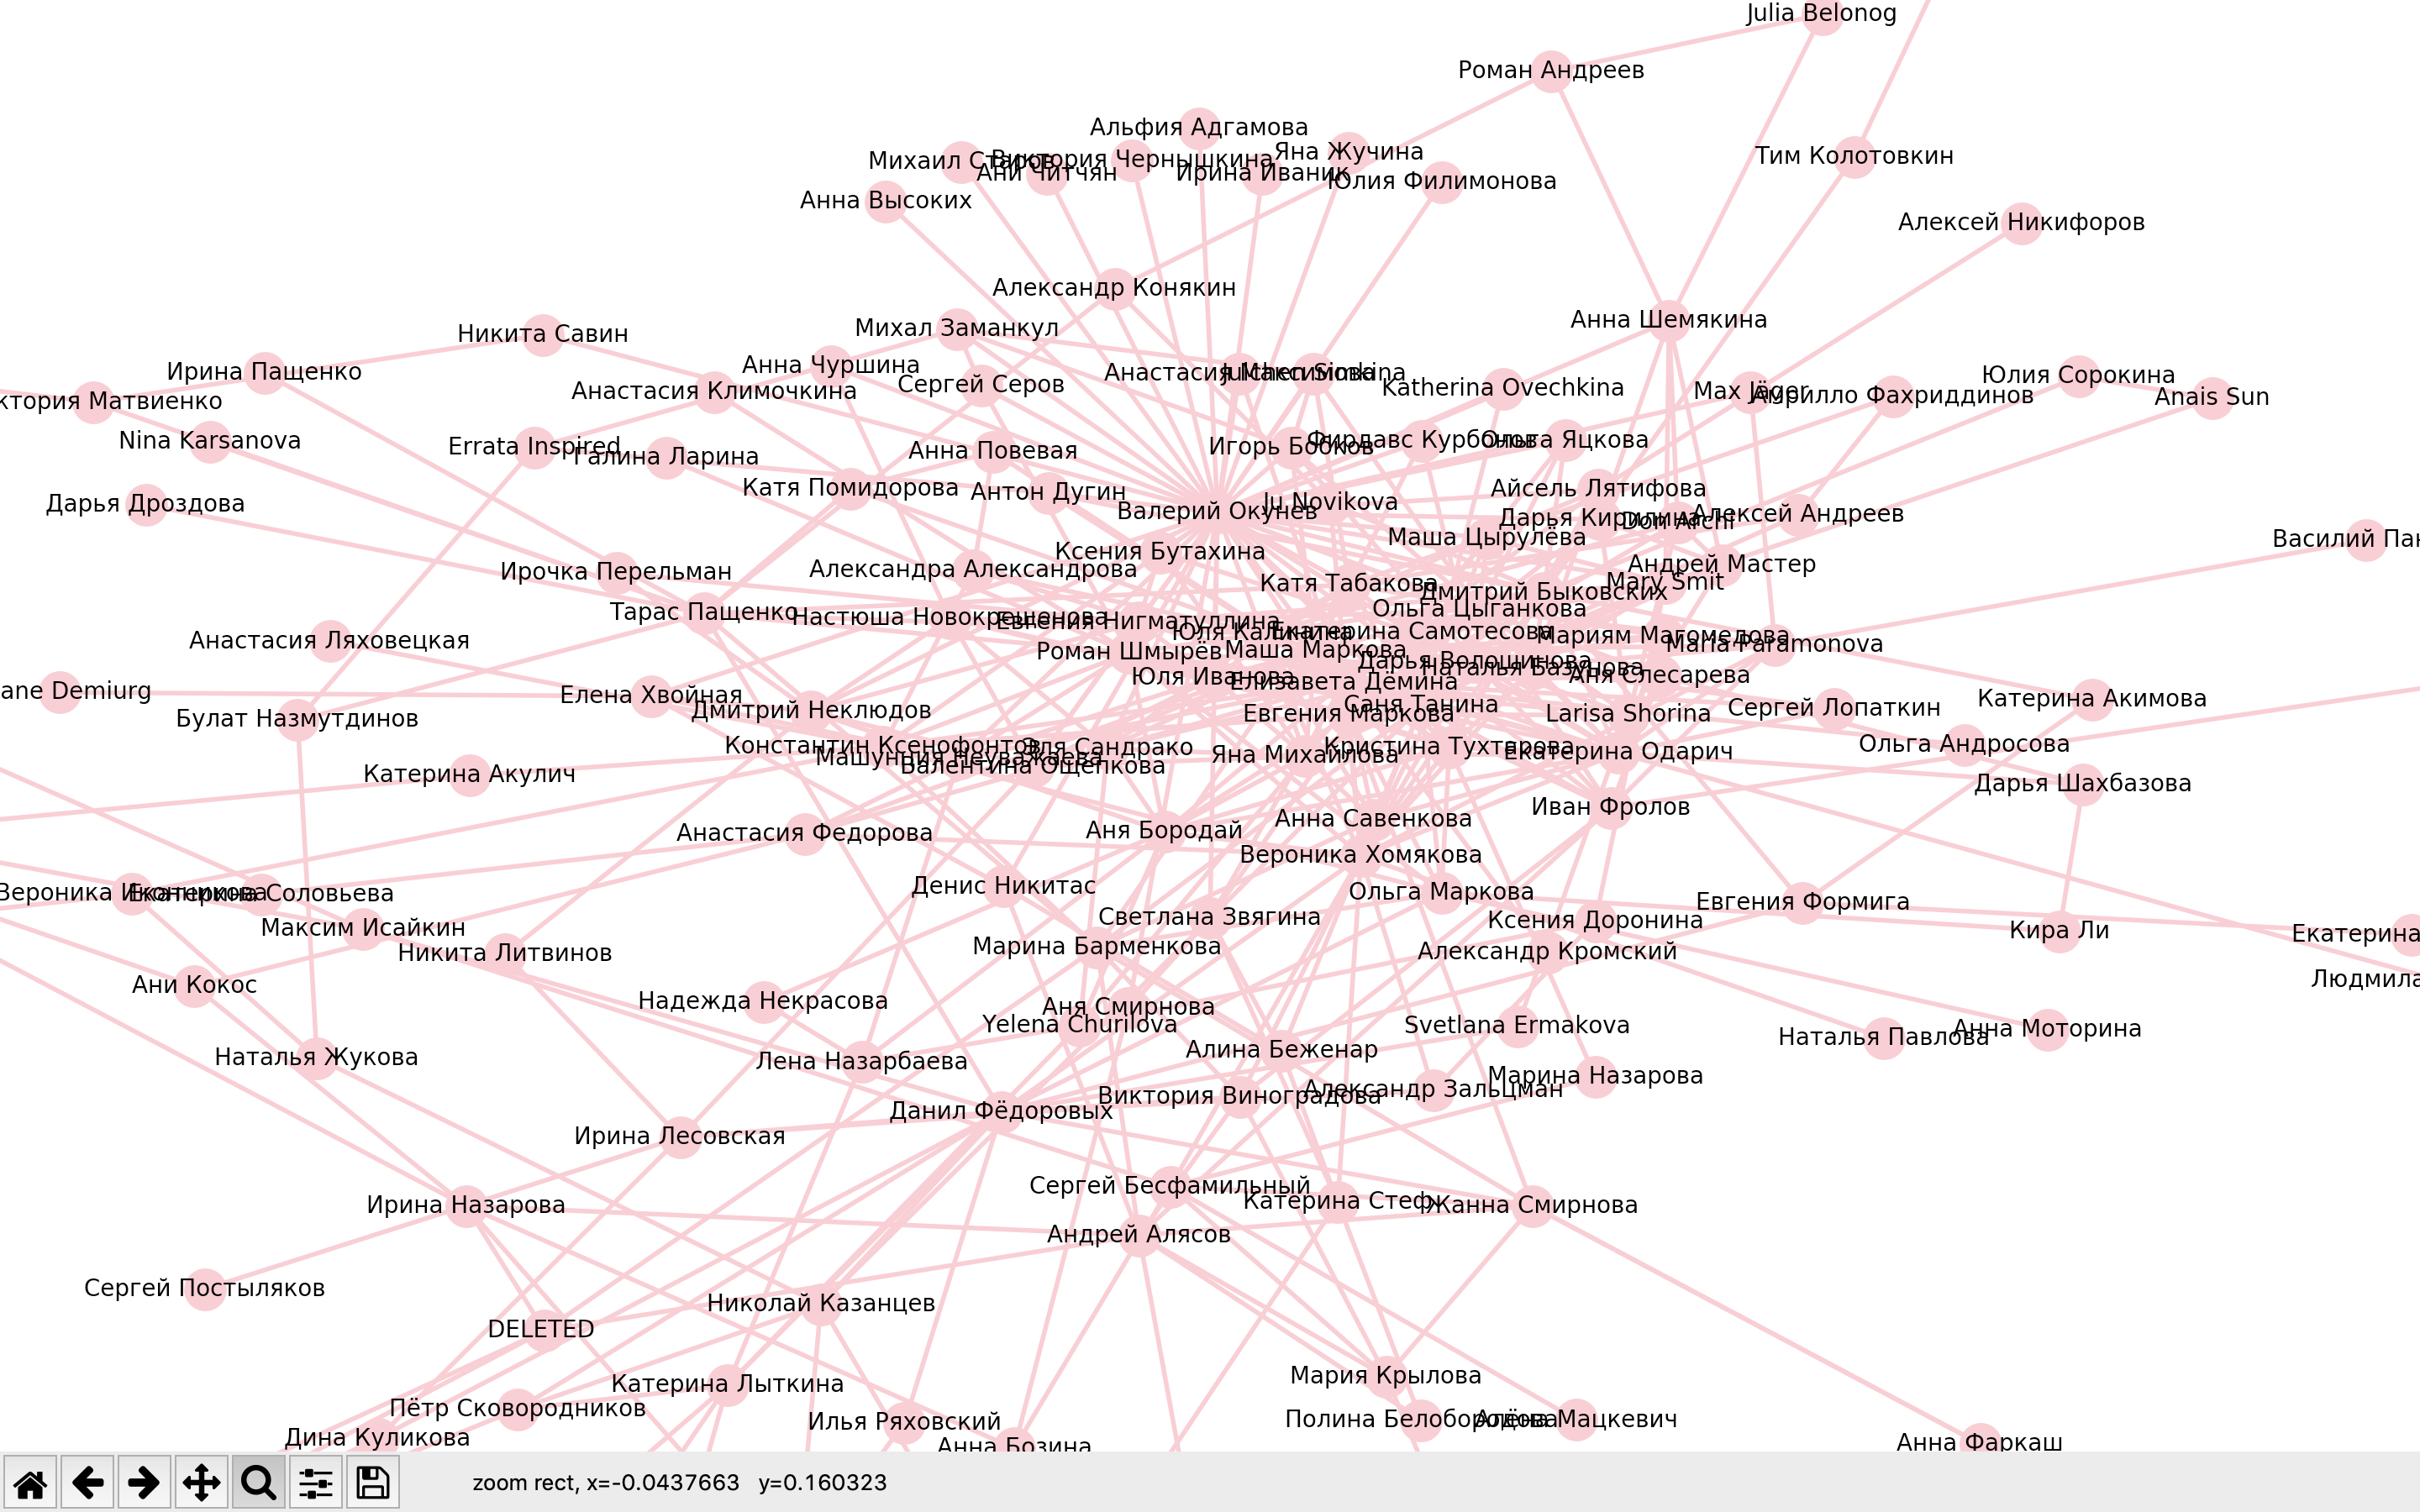 Julia Belonog
Роман Андреев
Альфия Адгамова
Яна Жучина
Тим Колотовкин
Михаил Старов
Виктория Чернышкина
Ани Читчян
Ирина Иваник
Юлия Филимонова
Анна Высоких
Алексей Никифоров
Александр Конякин
Анна Шемякина
Михал Заманкул
Никита Савин
Анна Чуршина
Ирина Пащенко
Анастасия Климочкина
Сергей Серов
Анастасия Максимова
Simkina
Katherina Ovechkina
Max Jäger
Фахриддинов
Юлия Сорокина
Anais Sun
ктория Матвиенко
Nina Karsanova
Errata Inspired
Галина Ларина
Анна Повевая
Игорь Бобков
Фирдавс Курбонов
Ольга Яцкова
Катя Помидорова
Антон Дугин
Айсель Лятифова
Дарья Дроздова
Валерий Окунев
Ju Novikova
Дарья Кирилина
Don Aichi
Алексей Андреев
Маша Цырулёва
Василий Пан
Ксения Бутахина
Ирочка Перельман
Александра Александрова
Андрей Мастер
Катя Табакова
Дмитрий Быковских
Mary Smit
Тарас Пащенко
Настюша Новокрещенова
Евгения Нигматуллина
Ольга Цыганкова
Анастасия Ляховецкая
Юля Калинина
Екатерина Самотесова
Мариям Магомедова
Maria Paramonova
Роман Шмырёв
Маша Маркова
Дарья Волошинова
Наталья Базунова
Аня Слесарева
Юля Иванова
Елизавета Дёмина
ane Demiurg
Елена Хвойная
Саня Танина
Катерина Акимова
Булат Назмутдинов
Дмитрий Неклюдов
Евгения Маркова
Larisa Shorina
Сергей Лопаткин
Константин Ксенофонтов
Эля Сандрако
Яна Михайлова
Кристина Тухтарова
Екатерина Одарич
Ольга Андросова
Валентина Ощепкова
Катерина Акулич
Дарья Шахбазова
Иван Фролов
Анастасия Федорова
Аня Бородай
Анна Савенкова
Вероника Хомякова
Вероника Иконникова
Екатерина Соловьева
Денис Никитас
Ольга Маркова
Евгения Формига
Максим Исайкин
Светлана Звягина
Ксения Доронина
Кира Ли
Екатерина
Никита Литвинов
Марина Барменкова
Александр Кромский
Людмила
Ани Кокос
Надежда Некрасова
Аня Смирнова
Yelena Churilova
Svetlana Ermakova
Наталья Павлова
Анна Моторина
Наталья Жукова
Лена Назарбаева
Алина Беженар
Марина Назарова
Виктория Виноградова
Александр Зальцман
Данил Фёдоровых
Ирина Лесовская
Сергей Бесфамильный
Ирина Назарова
Катерина Стеф
Жанна Смирнова
Андрей Алясов
Сергей Постыляков
Николай Казанцев
DELETED
Мария Крылова
Катерина Лыткина
Пётр Сковородников
Илья Ряховский
Полина Белобородова
Алёна Мацкевич
Дина Куликова
Анна Бозина
Анна Фаркаш
zoom rect, x=-0.0437663 y=0.160323